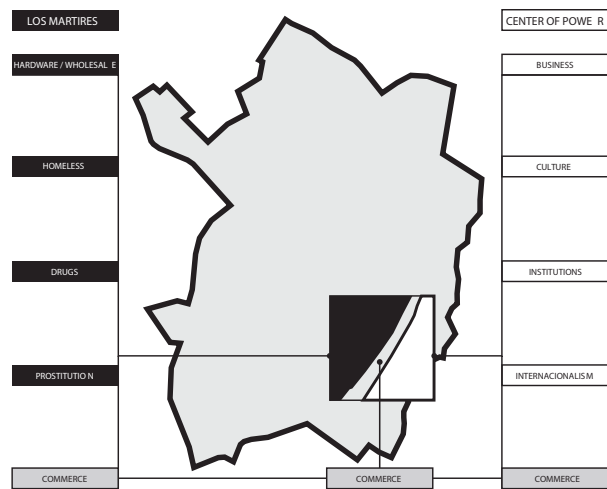 LOS MARTIRES
CENTER OF POWE R
HARDWARE / WHOLESAL E
BUSINESS
HOMELESS
CULTURE
DRUGS
INSTITUTIONS
PROSTITUTIO N
INTERNACIONALIS M
COMMERCE
COMMERCE
COMMERCE